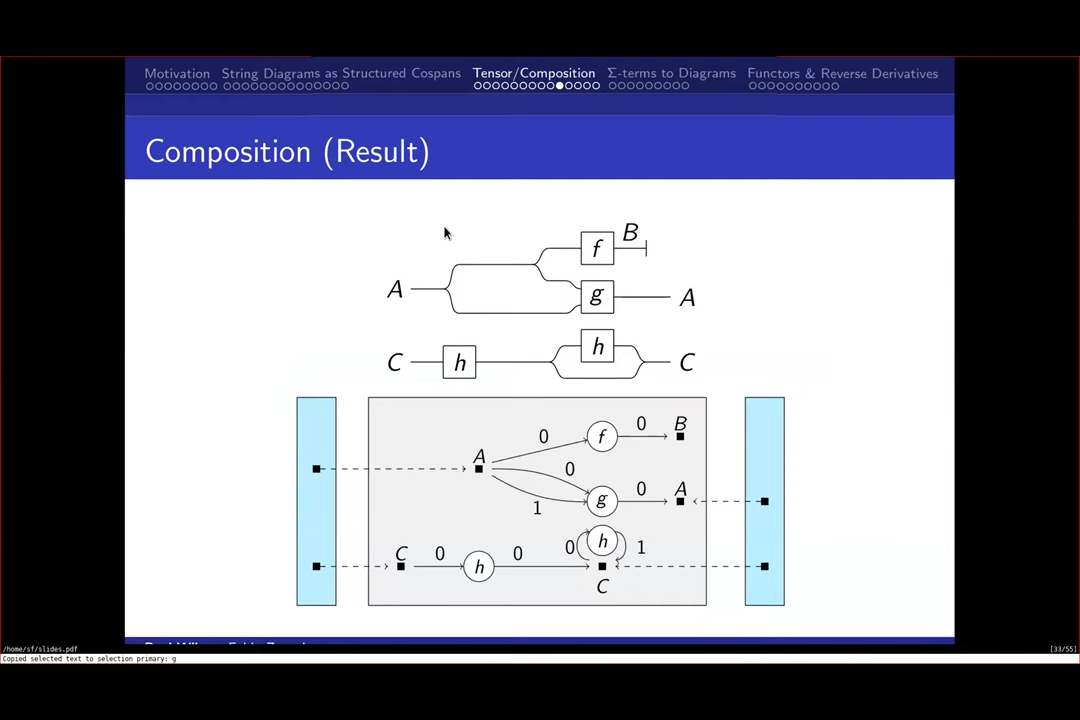 Motivation String Diagrams as Structured Cospans Tensor/Composition Σ-terms to Diagrams Functors & Reverse Derivatives
Composition (Result)
f B
A g A
C h h C
0 f 0 B
A 0
1 g 0 A
C 0 h 0 0 h 1
C
/home/sf/slides.pdf [33/55]
Copied selected text to selection primary: g